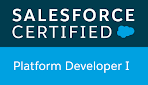 SALESFORCE
CERTIFIED
Platform Developer I